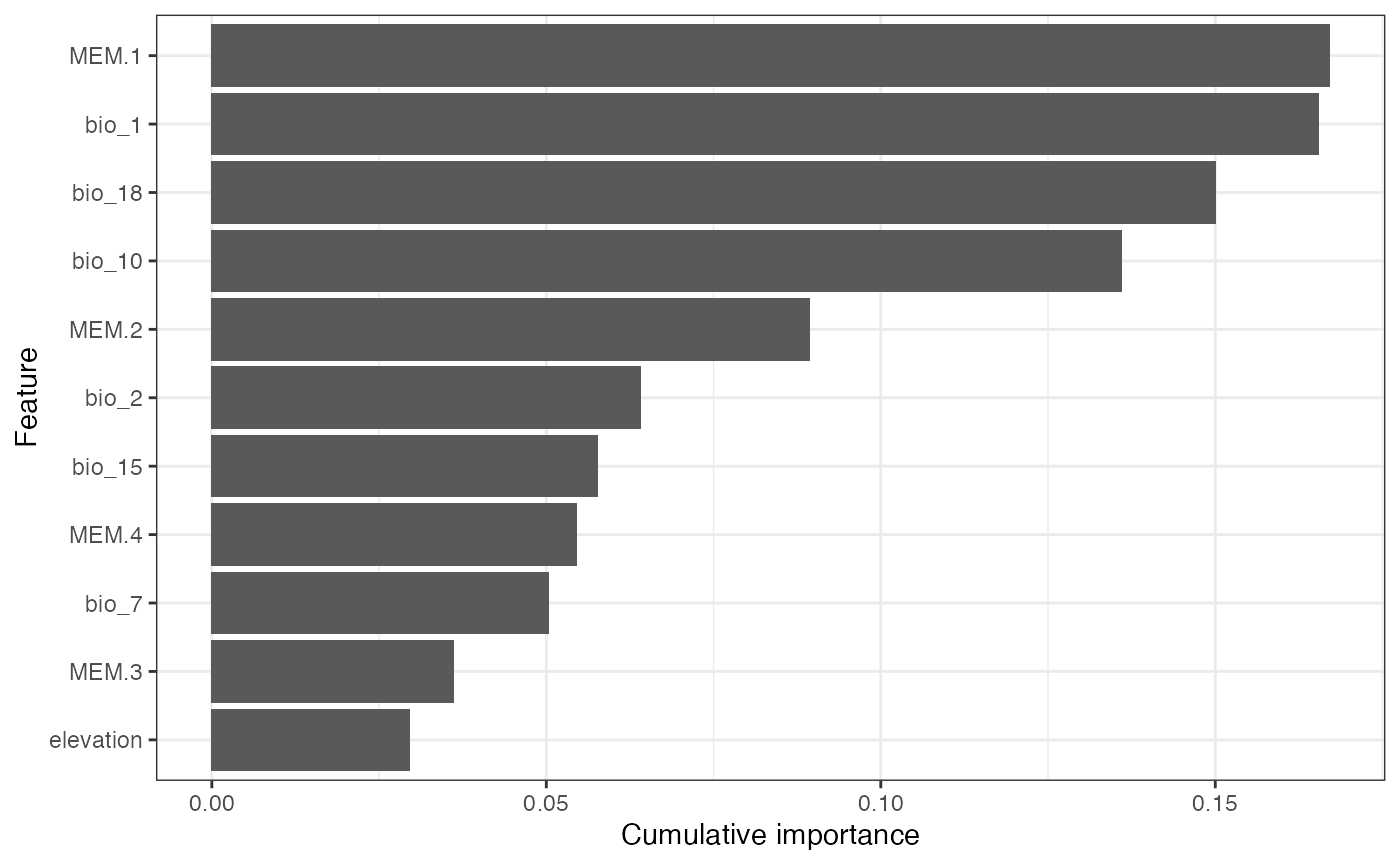 Feature
MEM.1
bio_1
bio_18
bio_10
MEM.2
bio_2
bio_15
MEM.4
bio_7
MEM.3
elevation
0.00 0.05 0.10 0.15
Cumulative importance